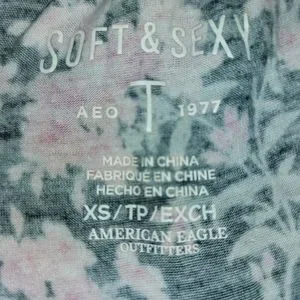 SOFT & SEXY
T
AEO 1977
MADE IN CHINA
FABRIQUÉ EN CHINE
HECHO EN CHINA
XS/TP/EXCH
AMERICAN EAGLE
OUTFITTERS